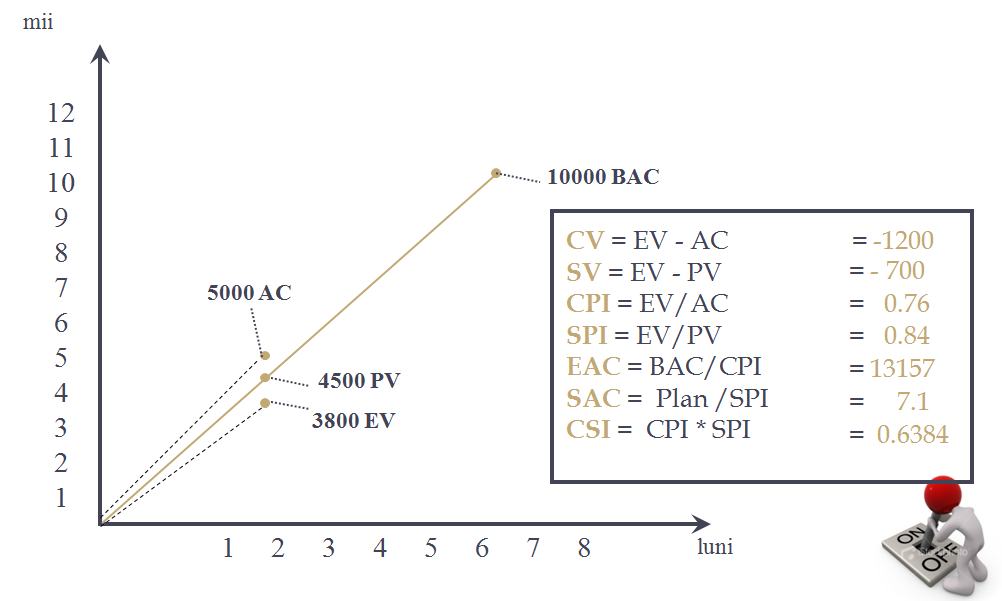 mii
12
11
10
9
8
7
6
5
4
3
2
1
10000 BAC
5000 AC
4500 PV
3800 EV
CV = EV - AC = -1200
SV = EV - PV = - 700
CPI = EV/AC = 0.76
SPI = EV/PV = 0.84
EAC = BAC/CPI = 13157
SAC = Plan /SPI = 7.1
CSI = CPI * SPI = 0.6384
1 2 3 4 5 6 7 8 luni
ON